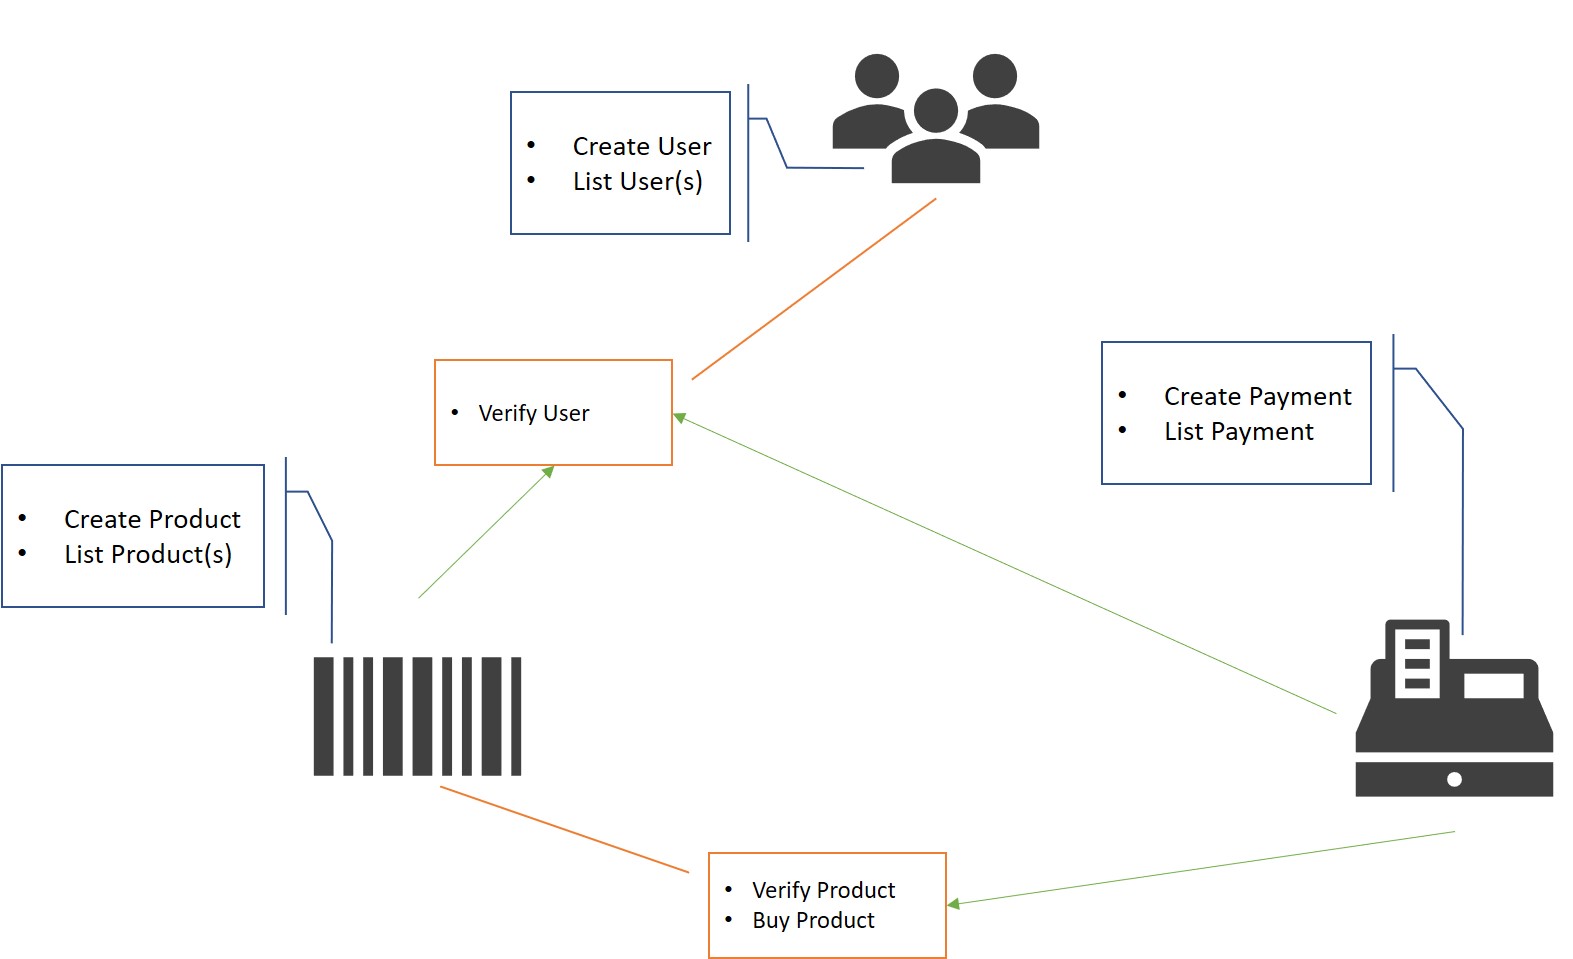 • Create User
• List User(s)
• Create Payment
• List Payment
• Verify User
• Create Product
• List Product(s)
• Verify Product
• Buy Product